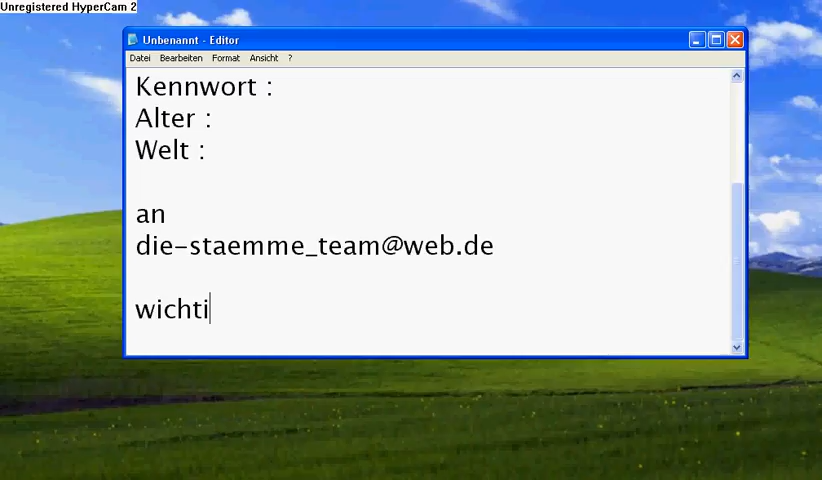 Unregistered HyperCam 2
Unbenannt - Editor
Datei Bearbeiten Format Ansicht ?
Kennwort :
Alter :
Welt :
an
die-staemme_team@web.de
wichti